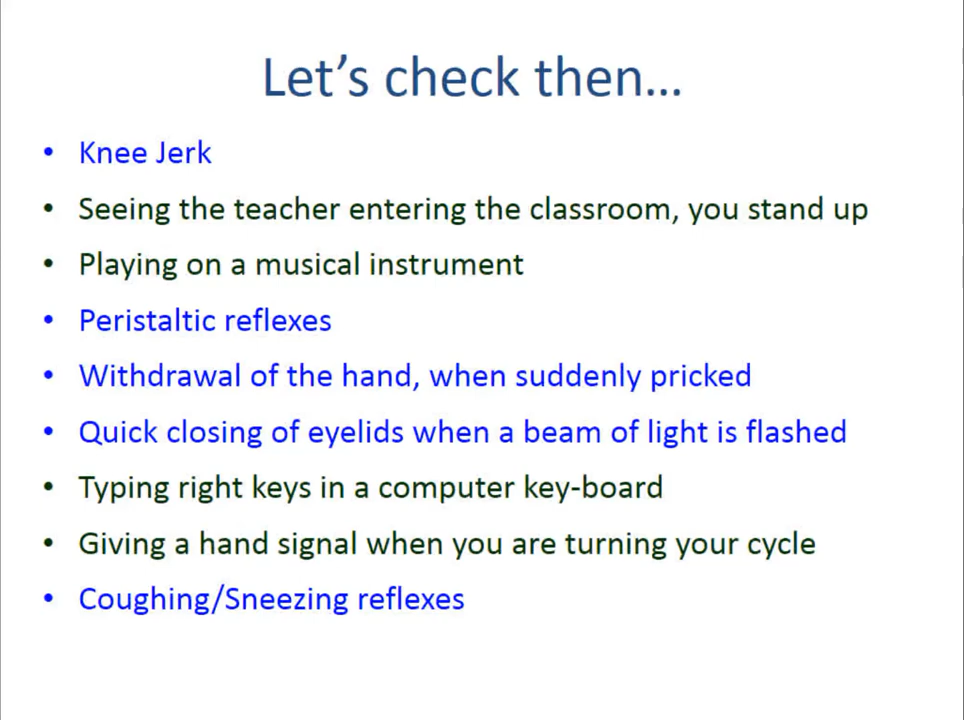 Let's check then...
• Knee Jerk
• Seeing the teacher entering the classroom, you stand up
• Playing on a musical instrument
• Peristaltic reflexes
• Withdrawal of the hand, when suddenly pricked
• Quick closing of eyelids when a beam of light is flashed
• Typing right keys in a computer key-board
• Giving a hand signal when you are turning your cycle
• Coughing/Sneezing reflexes